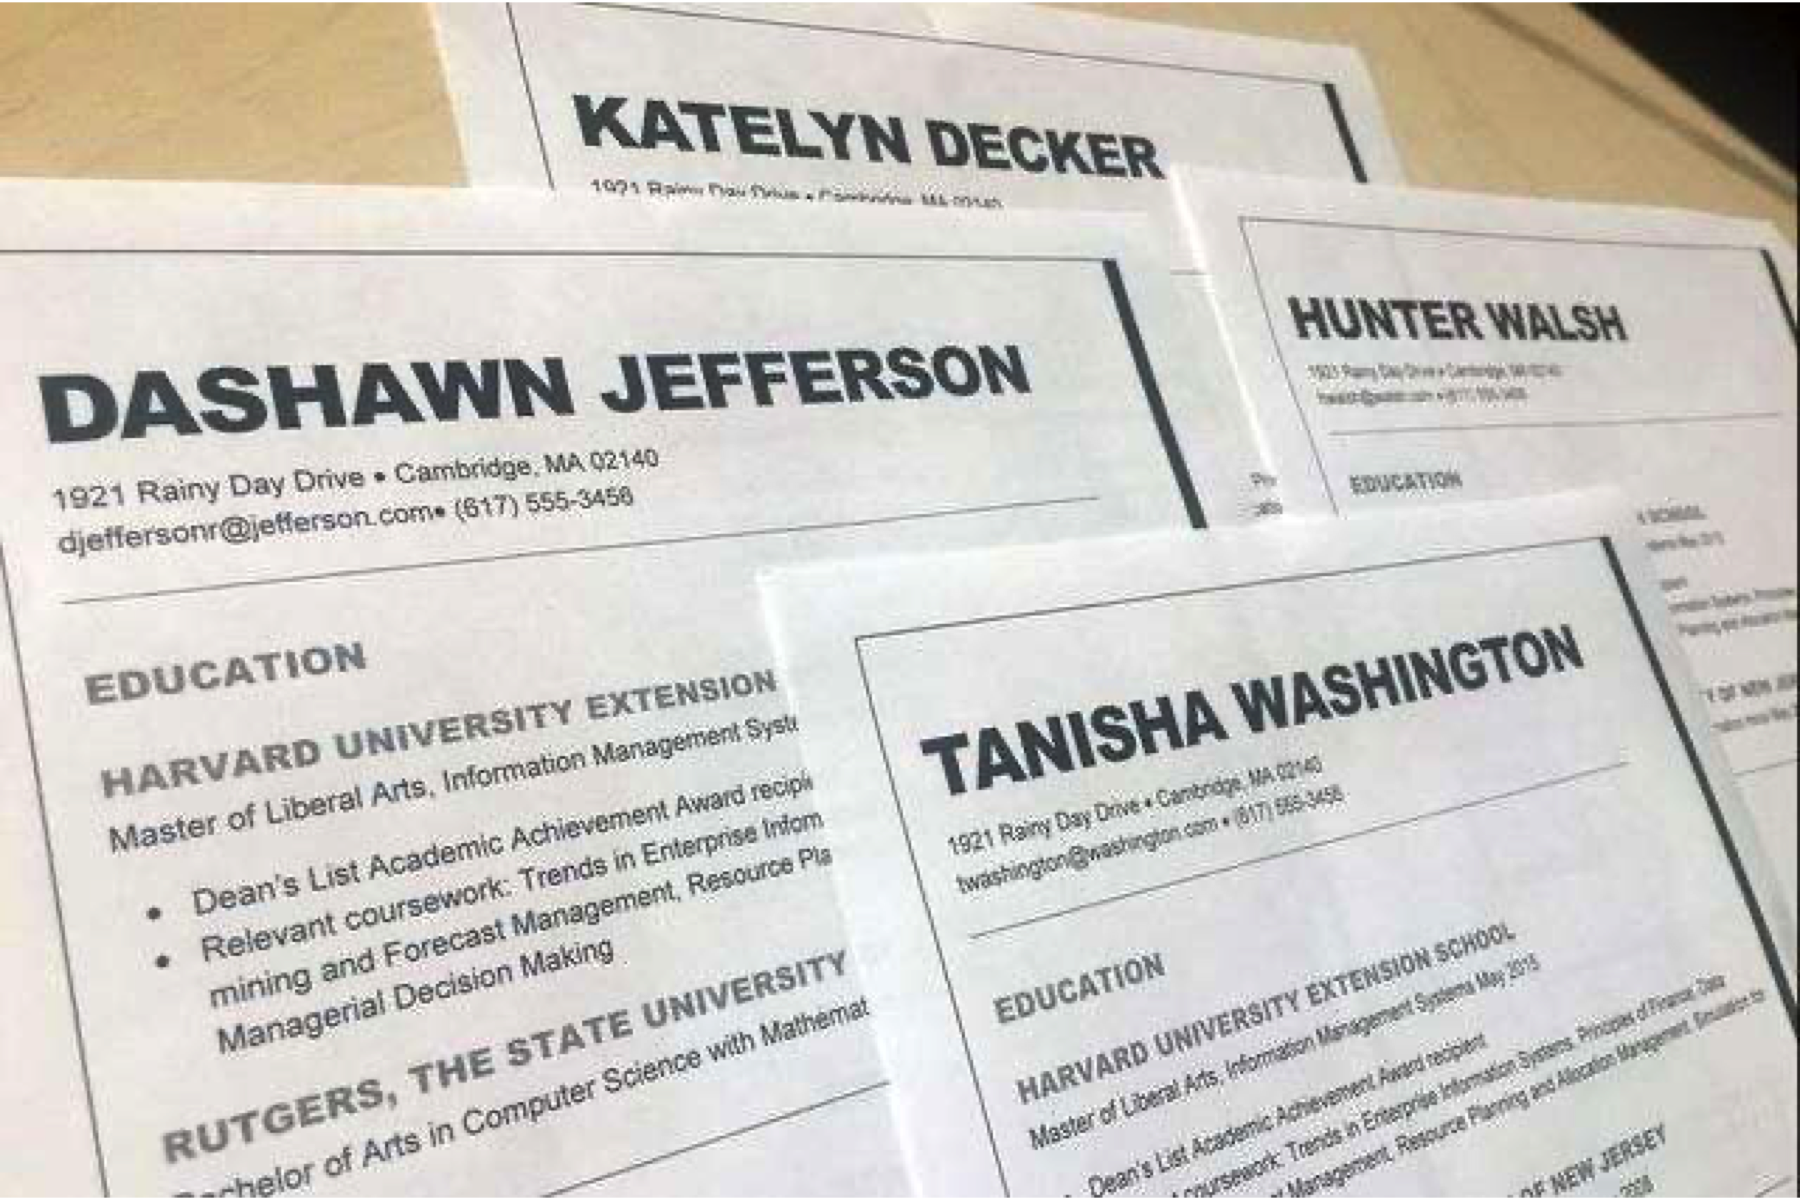 KATELYN DECKER
1921 Rainy Day Drive • Cambridge, MA 02140
DASHAWN JEFFERSON
1921 Rainy Day Drive • Cambridge, MA 02140
djeffersonr@jefferson.com• (617) 555-3456
EDUCATION
HARVARD UNIVERSITY EXTENSION
Master of Liberal Arts, Information Management Syst
• Dean's List Academic Achievement Award recipi
• Relevant coursework: Trends in Enterprise Infom
mining and Forecast Management, Resource Pla
Managerial Decision Making
RUTGERS, THE STATE UNIVERSITY
Bachelor of Arts in Computer Science with Mathemat
HUNTER WALSH
1921 Rainy Day Drive • Cambridge, MA 02140
hwalsh@walsh.com • (617) 555-3456
EDUCATION
SCHOOL
Y OF NEW JER
TANISHA WASHINGTON
1921 Rainy Day Drive • Cambridge, MA 02140
twashington@washington.com • (617) 555-3456
EDUCATION
HARVARD UNIVERSITY EXTENSION SCHOOL
Master of Liberal Arts, Information Management Systems May 2015
Dean's List Academic Achievement Award recipient
coursework: Trends in Enterprise Information Systems, Principles of Finance, Data
Management, Resource Planning and Allocation Management, Simulation for
OF NEW JERSEY
2008